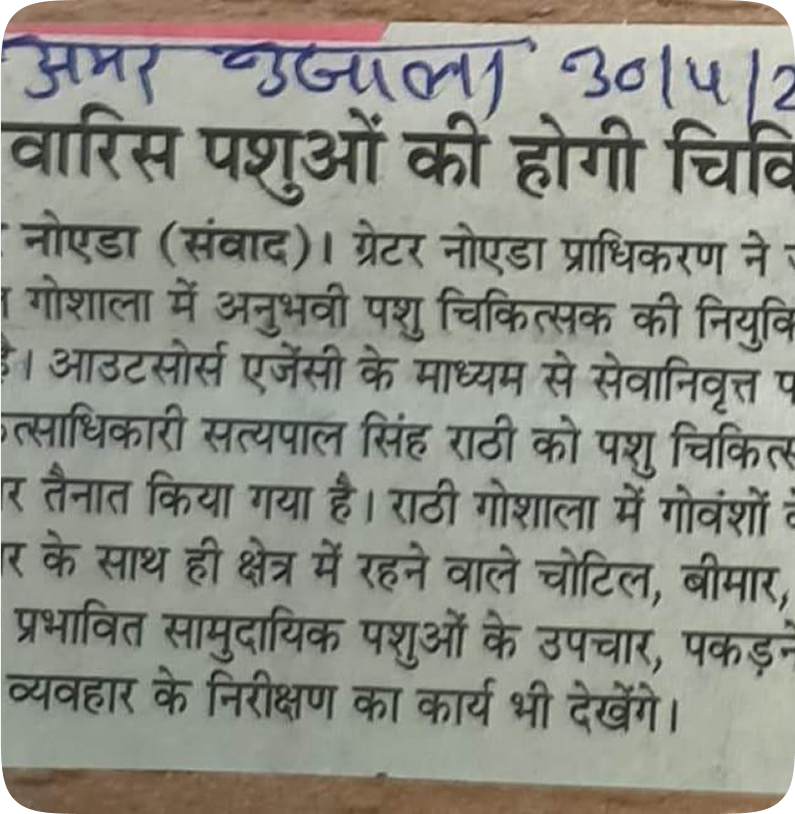 अमर उजाला 30/5/2
वारिस पशुओं की होगी चिवि
नोएडा (संवाद)। ग्रेटर नोएडा प्राधिकरण ने
गोशाला में अनुभवी पशु चिकित्सक की नियुक्ति
है। आउटसोर्स एजेंसी के माध्यम से सेवानिवृत्त प
त्साधिकारी सत्यपाल सिंह राठी को पशु चिकित्स
र तैनात किया गया है। राठी गोशाला में गोवंशों के
र के साथ ही क्षेत्र में रहने वाले चोटिल, बीमार,
प्रभावित सामुदायिक पशुओं के उपचार, पकड़ने
व्यवहार के निरीक्षण का कार्य भी देखेंगे।